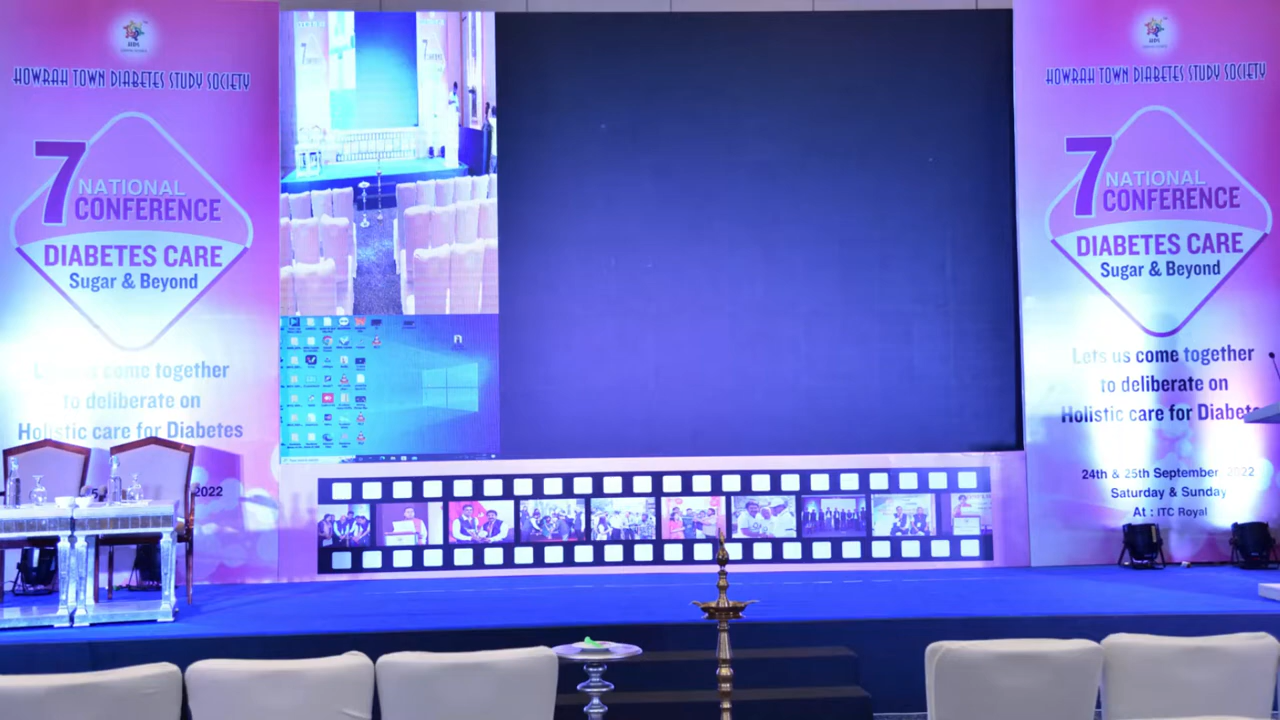 HOWRAH TOWN DIABETES STUDY SOCIETY
7
NATIONAL
CONFERENCE
DIABETES CARE
Sugar & Beyond
come together
to deliberate on
Holistic care for Diabetes
2022
HOWRAH TOWN DIABETES STUDY SOCIETY
7
NATIONAL
CONFERENCE
DIABETES CARE
Sugar & Beyond
Lets us come together
to deliberate on
Holistic care for Diabete
24th & 25th September, 2022
Saturday & Sunday
At : ITC Royal